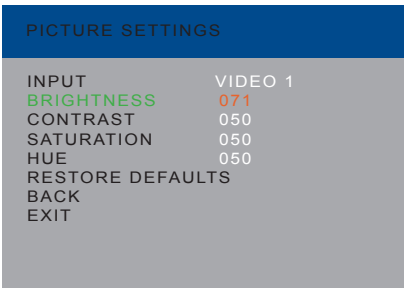 PICTURE SETTINGS
INPUT VIDEO 1
BRIGHTNESS 071
CONTRAST 050
SATURATION 050
HUE 050
RESTORE DEFAULTS
BACK
EXIT